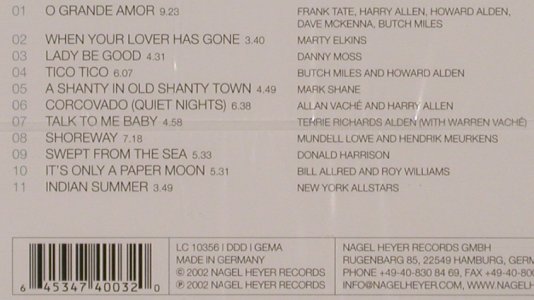 01 O GRANDE AMOR 9.23 FRANK TATE, HARRY ALLEN, HOWARD ALDEN,
DAVE MCKENNA, BUTCH MILES
02 WHEN YOUR LOVER HAS GONE 3.40 MARTY ELKINS
03 LADY BE GOOD 4.31 DANNY MOSS
04 TICO TICO 6.07 BUTCH MILES AND HOWARD ALDEN
05 A SHANTY IN OLD SHANTY TOWN 4.49 MARK SHANE
06 CORCOVADO (QUIET NIGHTS) 6.38 ALLAN VACHÉ AND HARRY ALLEN
07 TALK TO ME BABY 4.58 TERRIE RICHARDS ALDEN (WITH WARREN VACHÉ)
08 SHOREWAY 7.18 MUNDELL LOWE AND HENDRIK MEURKENS
09 SWEPT FROM THE SEA 5.33 DONALD HARRISON
10 IT'S ONLY A PAPER MOON 5.31 BILL ALLRED AND ROY WILLIAMS
11 INDIAN SUMMER 3.49 NEW YORK ALLSTARS
6 45347 40032 0
LC 10356 | DDD | GEMA
MADE IN GERMANY
© 2002 NAGEL HEYER RECORDS
℗ 2002 NAGEL HEYER RECORDS
NAGEL HEYER RECORDS GMBH
RUGENBARG 85, 22549 HAMBURG, GERM
PHONE +49-40-830 84 69, FAX +49-40-800
INFO@NAGELHEYER.COM, WWW.NAGELH